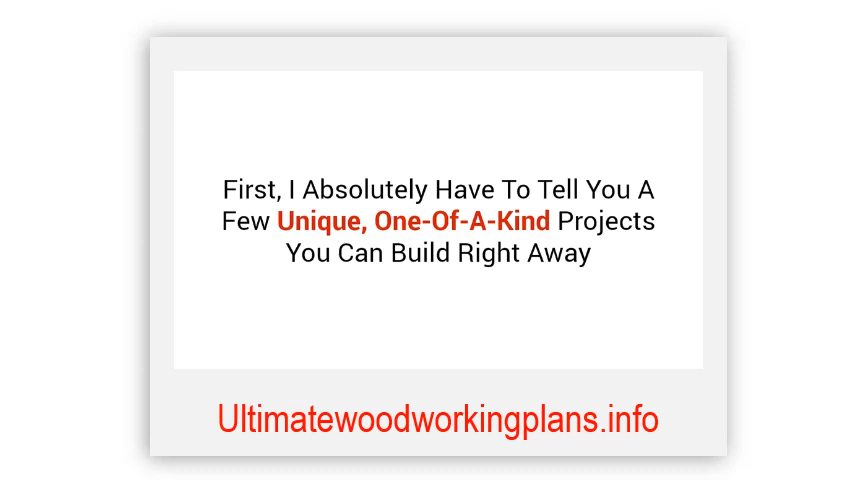 First, I Absolutely Have To Tell You A
Few Unique, One-Of-A-Kind Projects
You Can Build Right Away
Ultimatewoodworkingplans.info